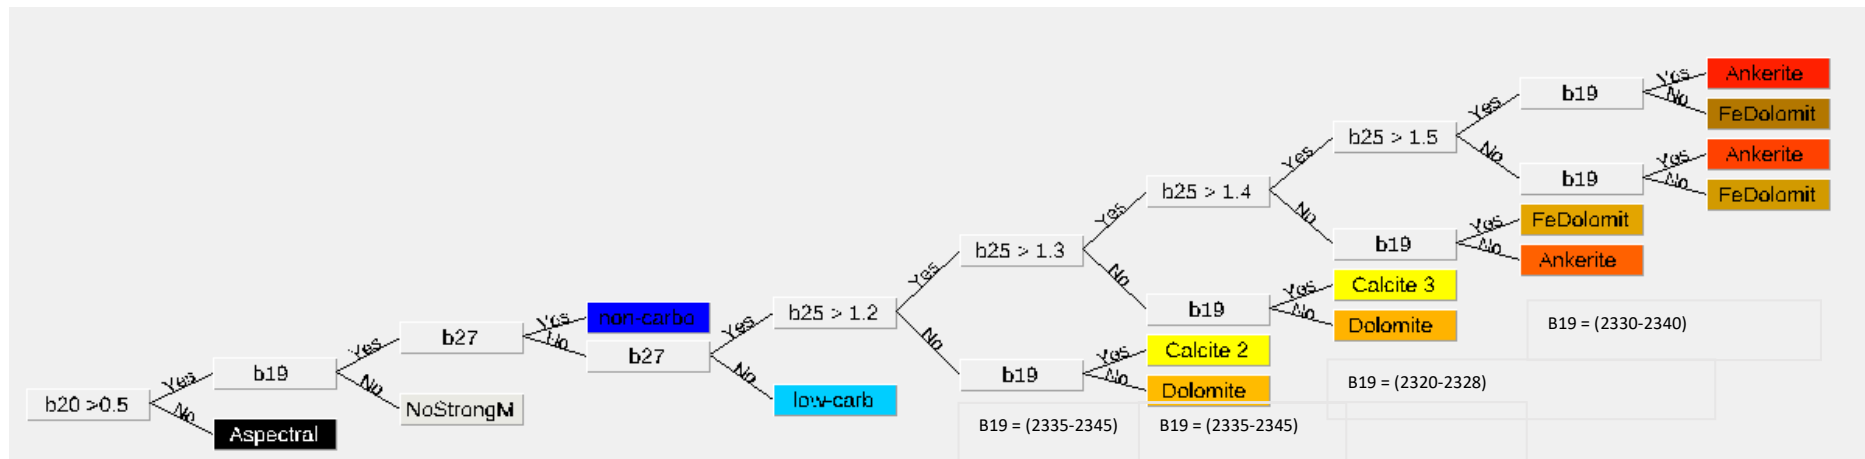 Yes
Ankerite
b19
No
FeDolomit
Yes
b25 > 1.5
Yes
Ankerite
No
b19
No
FeDolomit
Yes
b25 > 1.4
Yes
FeDolomit
No
b19
No
Ankerite
Yes
b25 > 1.3
Yes
Calcite 3
No
b19
No
Dolomite
B19 = (2330-2340)
Yes
b25 > 1.2
Yes
non-carbo
Yes
b27
No
b27
Yes
Calcite 2
No
b19
No
Dolomite
B19 = (2320-2328)
Yes
b19
No
low-carb
Yes
b20 >0.5
No
NoStrongM
No
Aspectral
B19 = (2335-2345)
B19 = (2335-2345)